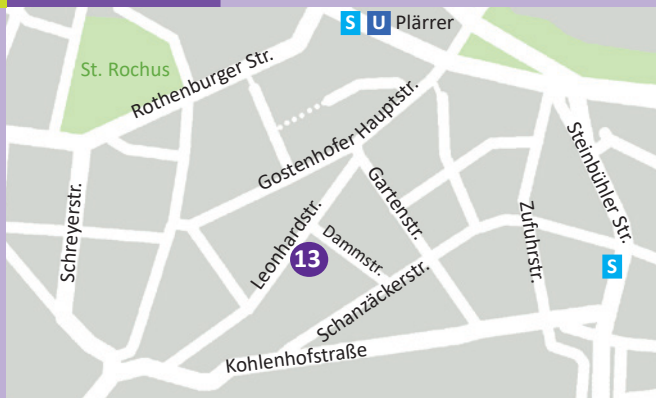 S U Plärrer
St. Rochus
Rothenburger Str.
Gostenhofer Hauptstr.
Steinbühler Str.
Schreyerstr.
Leonhardstr.
Gartenstr.
Zufuhrstr.
Dammstr.
13
S
Schanzäckerstr.
Kohlenhofstraße